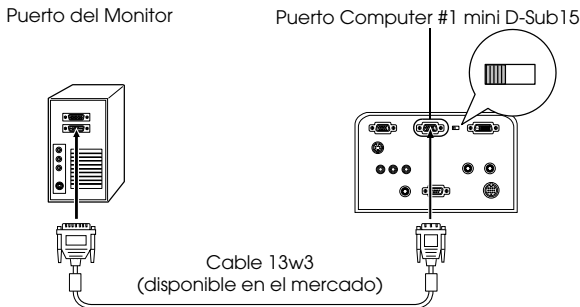 Puerto del Monitor
Puerto Computer #1 mini D-Sub15
Cable 13w3
(disponible en el mercado)